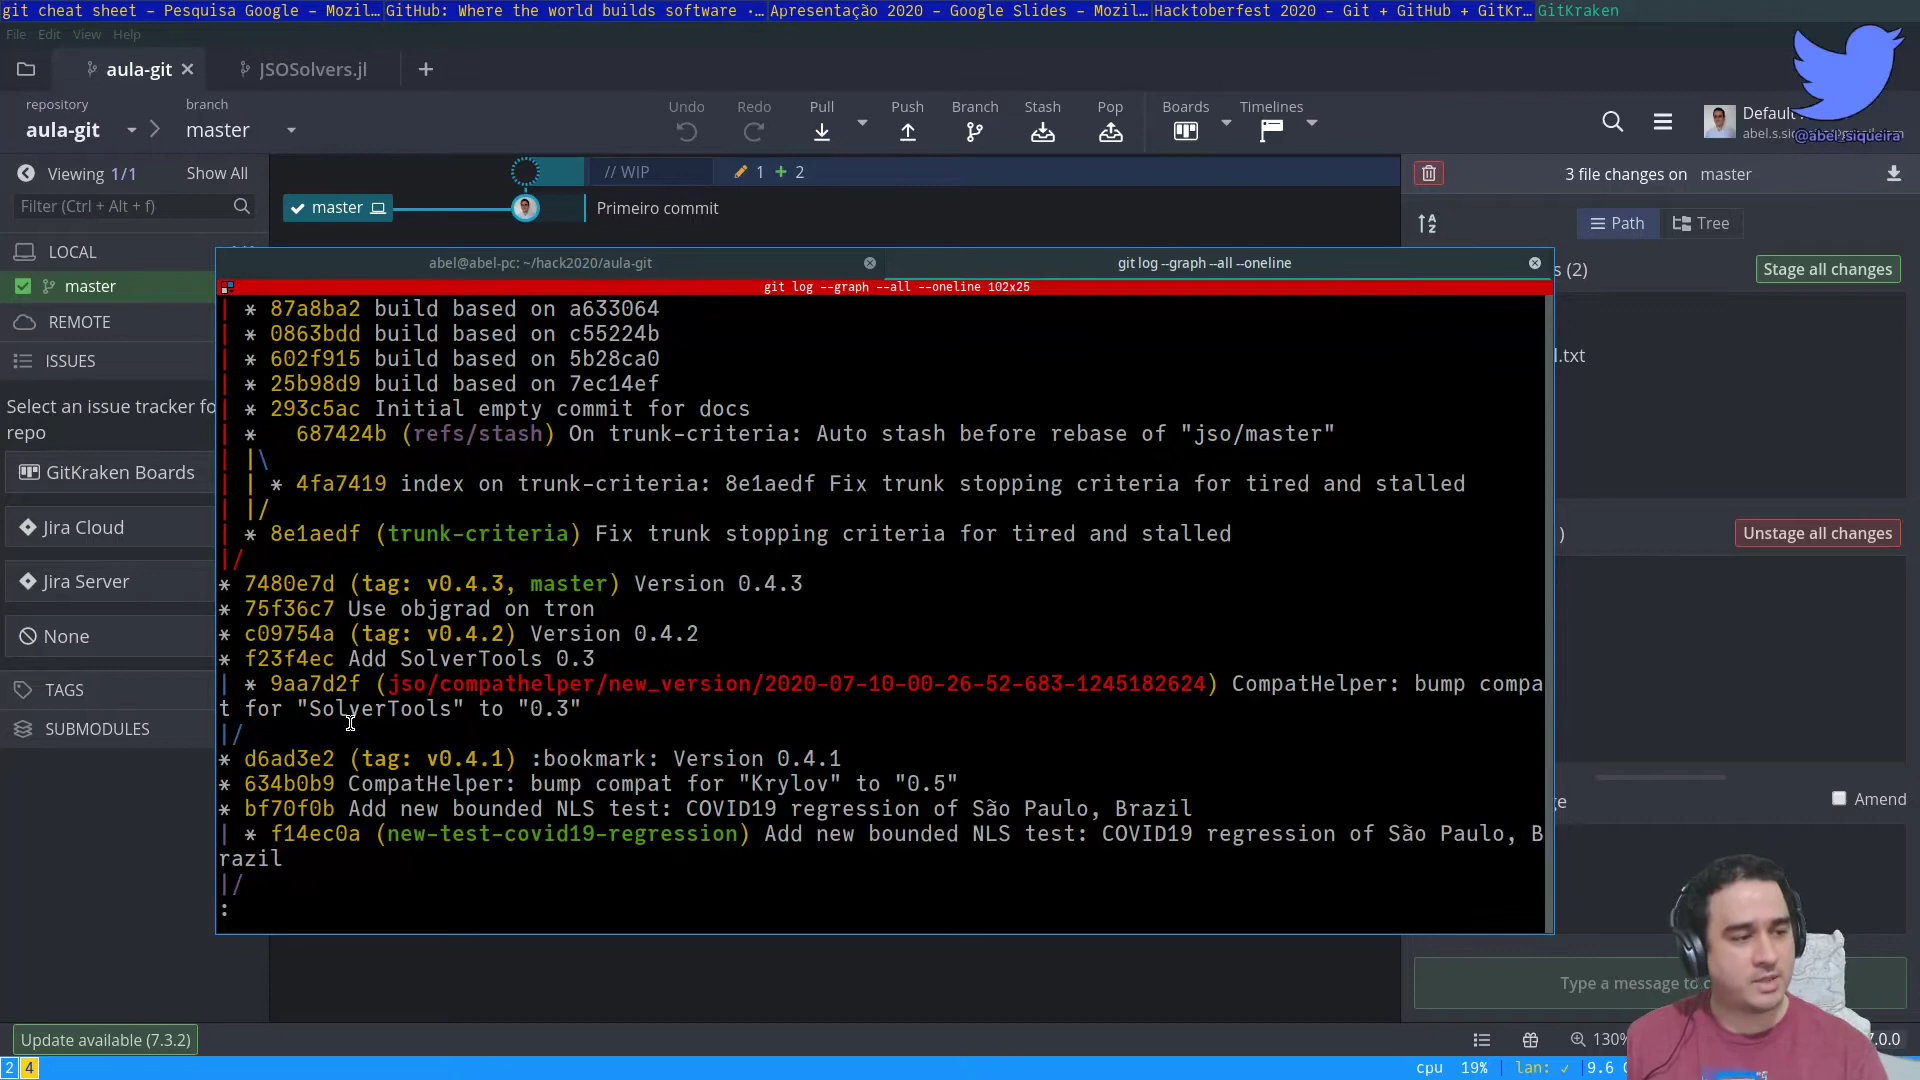 git cheat sheet – Pesquisa Google – Mozil… GitHub: Where the world builds software ·… Apresentação 2020 – Google Slides – Mozil… Hacktoberfest 2020 – Git + GitHub + GitKr… GitKraken
File Edit View Help
aula-git JSOSolvers.jl
repository branch
aula-git master
Undo Redo Pull Push Branch Stash Pop Boards Timelines
Default
abel.s.siqueira@
@abel_siqueira
Viewing 1/1 Show All
Filter (Ctrl + Alt + f)
// WIP 1 2
master Primeiro commit
3 file changes on master
Path Tree
LOCAL
master
REMOTE
ISSUES
Select an issue tracker fo
repo
GitKraken Boards
Jira Cloud
Jira Server
None
TAGS
SUBMODULES
(2) Stage all changes
l.txt
) Unstage all changes
Amend
Type a message to c
abel@abel-pc: ~/hack2020/aula-git git log --graph --all --oneline
git log --graph --all --oneline 102x25
| * 87a8ba2 build based on a633064
| * 0863bdd build based on c55224b
| * 602f915 build based on 5b28ca0
| * 25b98d9 build based on 7ec14ef
| * 293c5ac Initial empty commit for docs
| *   687424b (refs/stash) On trunk-criteria: Auto stash before rebase of "jso/master"
| |\
| | * 4fa7419 index on trunk-criteria: 8e1aedf Fix trunk stopping criteria for tired and stalled
| |/
| * 8e1aedf (trunk-criteria) Fix trunk stopping criteria for tired and stalled
|/
* 7480e7d (tag: v0.4.3, master) Version 0.4.3
* 75f36c7 Use objgrad on tron
* c09754a (tag: v0.4.2) Version 0.4.2
* f23f4ec Add SolverTools 0.3
| * 9aa7d2f (jso/compathelper/new_version/2020-07-10-00-26-52-683-1245182624) CompatHelper: bump compa
t for "SolverTools" to "0.3"
|/
* d6ad3e2 (tag: v0.4.1) :bookmark: Version 0.4.1
* 634b0b9 CompatHelper: bump compat for "Krylov" to "0.5"
* bf70f0b Add new bounded NLS test: COVID19 regression of São Paulo, Brazil
| * f14ec0a (new-test-covid19-regression) Add new bounded NLS test: COVID19 regression of São Paulo, B
razil
|/
:
Update available (7.3.2) 130% 7.0.0
2 4 cpu 19% lan: ✓ 9.6